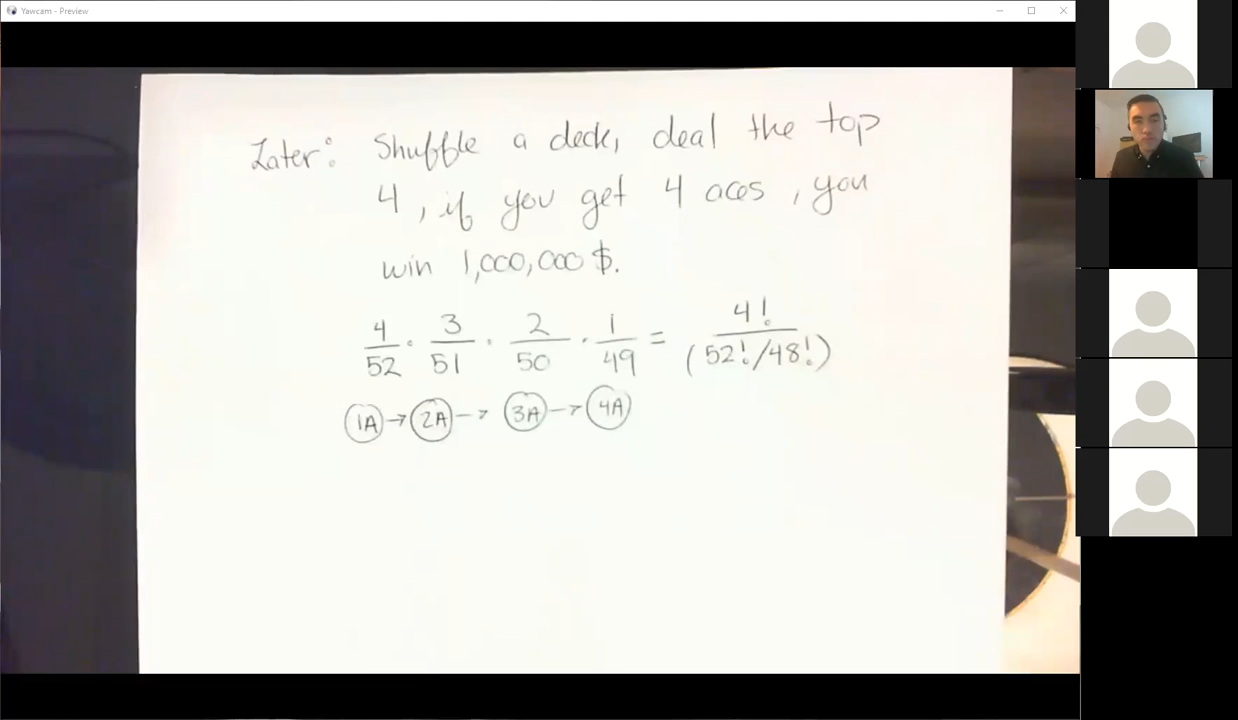 Yawcam - Preview
Later: Shuffle a deck, deal the top
4, if you get 4 aces, you
win 1,000,000 $.
4/52 · 3/51 · 2/50 · 1/49 = 4!/(52!/48!)
1A → 2A → 3A → 4A